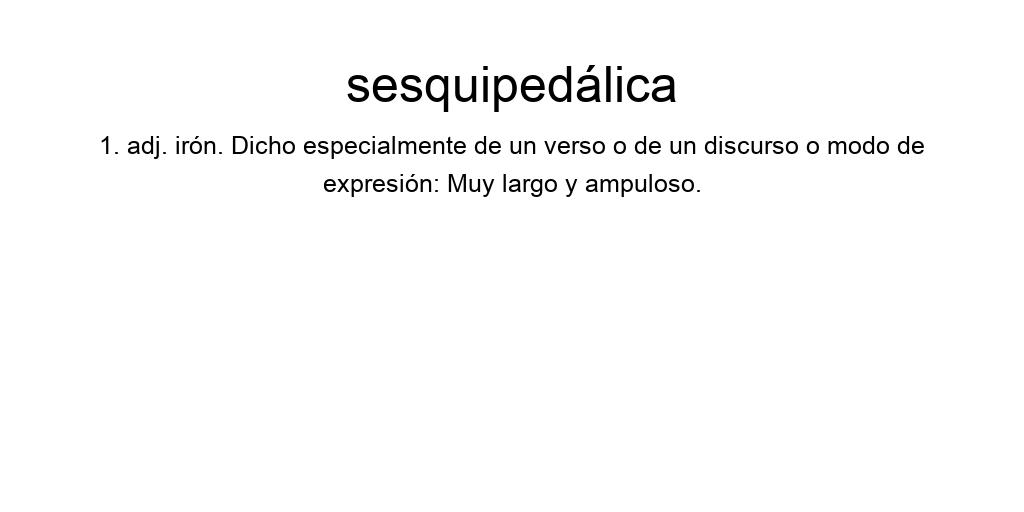 sesquipedálica
1. adj. irón. Dicho especialmente de un verso o de un discurso o modo de
expresión: Muy largo y ampuloso.